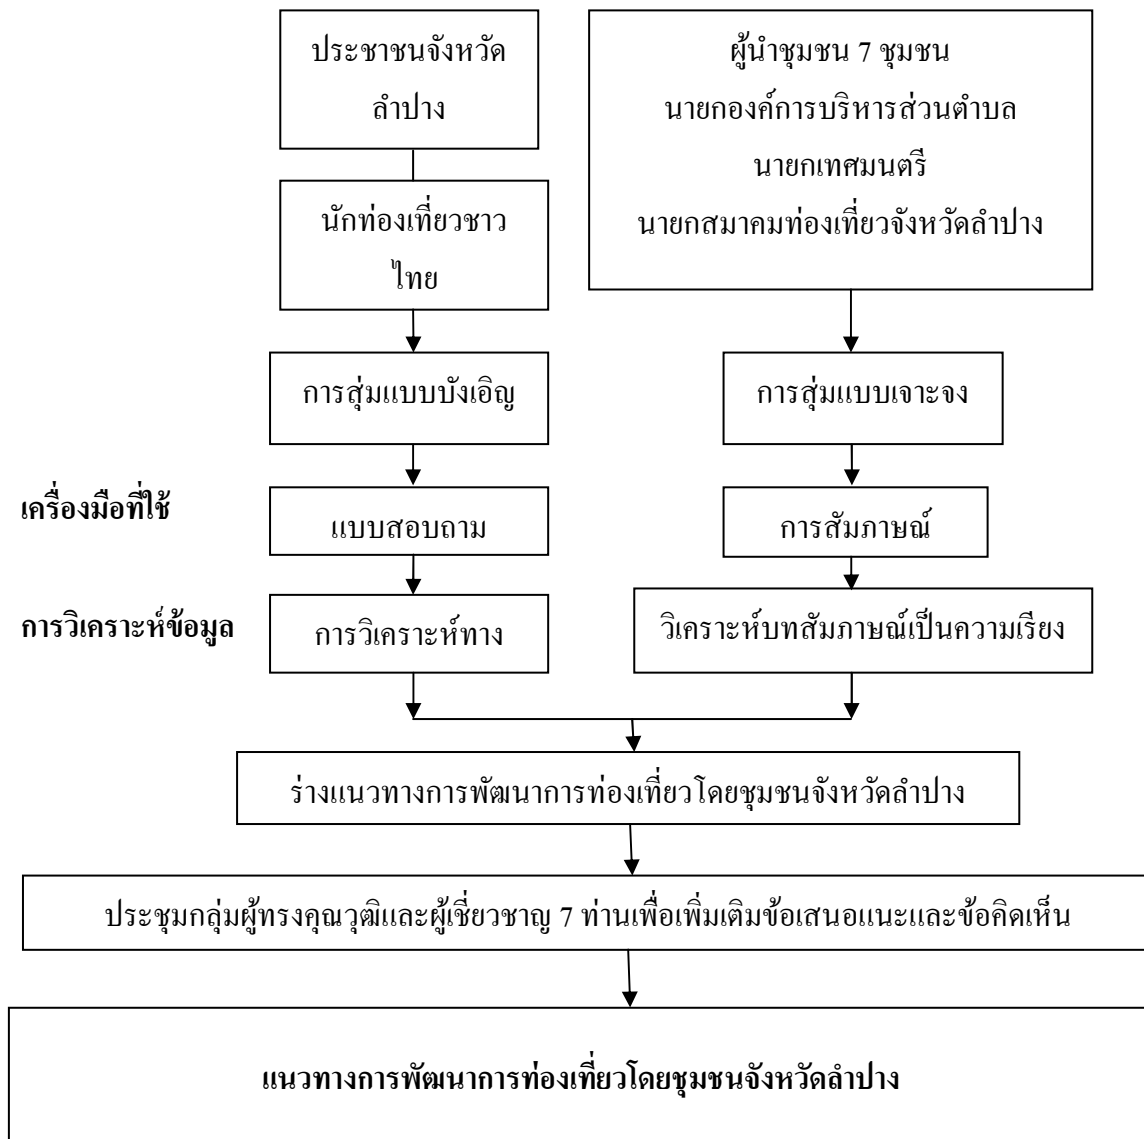 ประชาชนจังหวัด
ลำปาง
ผู้นำชุมชน 7 ชุมชน
นายกองค์การบริหารส่วนตำบล
นายกเทศมนตรี
นายกสมาคมท่องเที่ยวจังหวัดลำปาง
นักท่องเที่ยวชาว
ไทย
การสุ่มแบบบังเอิญ
การสุ่มแบบเจาะจง
เครื่องมือที่ใช้
แบบสอบถาม
การสัมภาษณ์
การวิเคราะห์ข้อมูล
การวิเคราะห์ทาง
วิเคราะห์บทสัมภาษณ์เป็นความเรียง
ร่างแนวทางการพัฒนาการท่องเที่ยวโดยชุมชนจังหวัดลำปาง
ประชุมกลุ่มผู้ทรงคุณวุฒิและผู้เชี่ยวชาญ 7 ท่านเพื่อเพิ่มเติมข้อเสนอแนะและข้อคิดเห็น
แนวทางการพัฒนาการท่องเที่ยวโดยชุมชนจังหวัดลำปาง